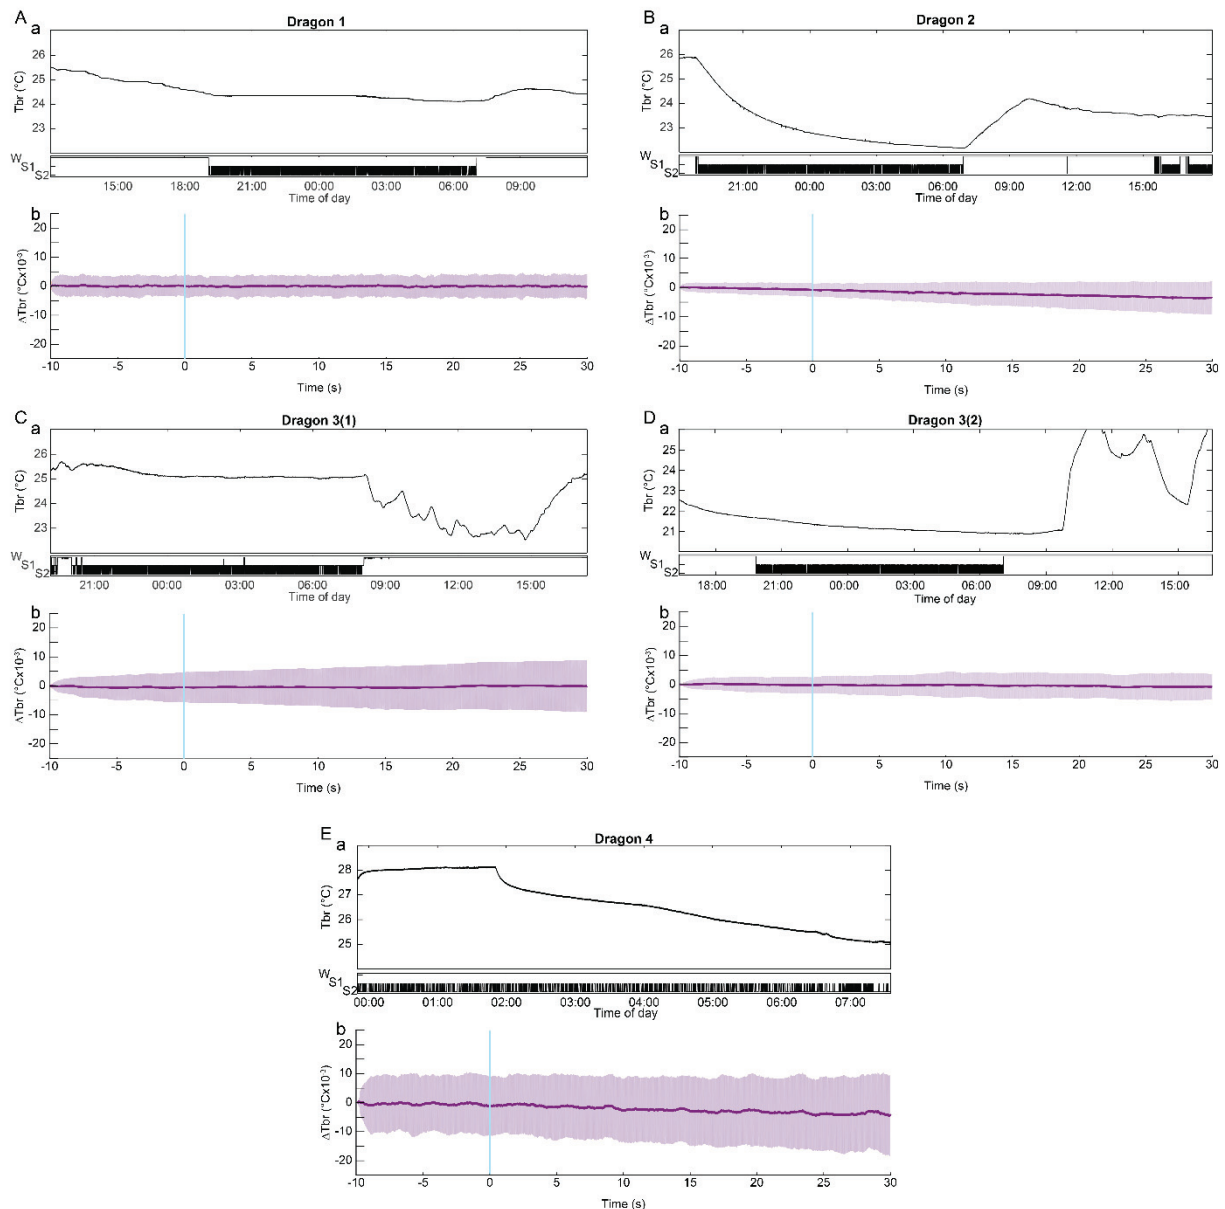 A
a
Dragon 1
26
25
24
23
Tbr (°C)
W
S1
S2
15:00 18:00 21:00 00:00 03:00 06:00 09:00
Time of day
b
20
10
0
-10
-20
ΔTbr (°Cx10⁻³)
-10 -5 0 5 10 15 20 25 30
Time (s)
B
a
Dragon 2
26
25
24
23
Tbr (°C)
W
S1
S2
21:00 00:00 03:00 06:00 09:00 12:00 15:00
Time of day
b
20
10
0
-10
-20
ΔTbr (°Cx10⁻³)
-10 -5 0 5 10 15 20 25 30
Time (s)
C
a
Dragon 3(1)
26
25
24
23
Tbr (°C)
W
S1
S2
21:00 00:00 03:00 06:00 09:00 12:00 15:00
Time of day
b
20
10
0
-10
-20
ΔTbr (°Cx10⁻³)
-10 -5 0 5 10 15 20 25 30
Time (s)
D
a
Dragon 3(2)
25
24
23
22
21
Tbr (°C)
W
S1
S2
18:00 21:00 00:00 03:00 06:00 09:00 12:00 15:00
Time of day
b
20
10
0
-10
-20
ΔTbr (°Cx10⁻³)
-10 -5 0 5 10 15 20 25 30
Time (s)
E
a
Dragon 4
28
27
26
25
Tbr (°C)
W
S1
S2
00:00 01:00 02:00 03:00 04:00 05:00 06:00 07:00
Time of day
b
20
10
0
-10
-20
ΔTbr (°Cx10⁻³)
-10 -5 0 5 10 15 20 25 30
Time (s)